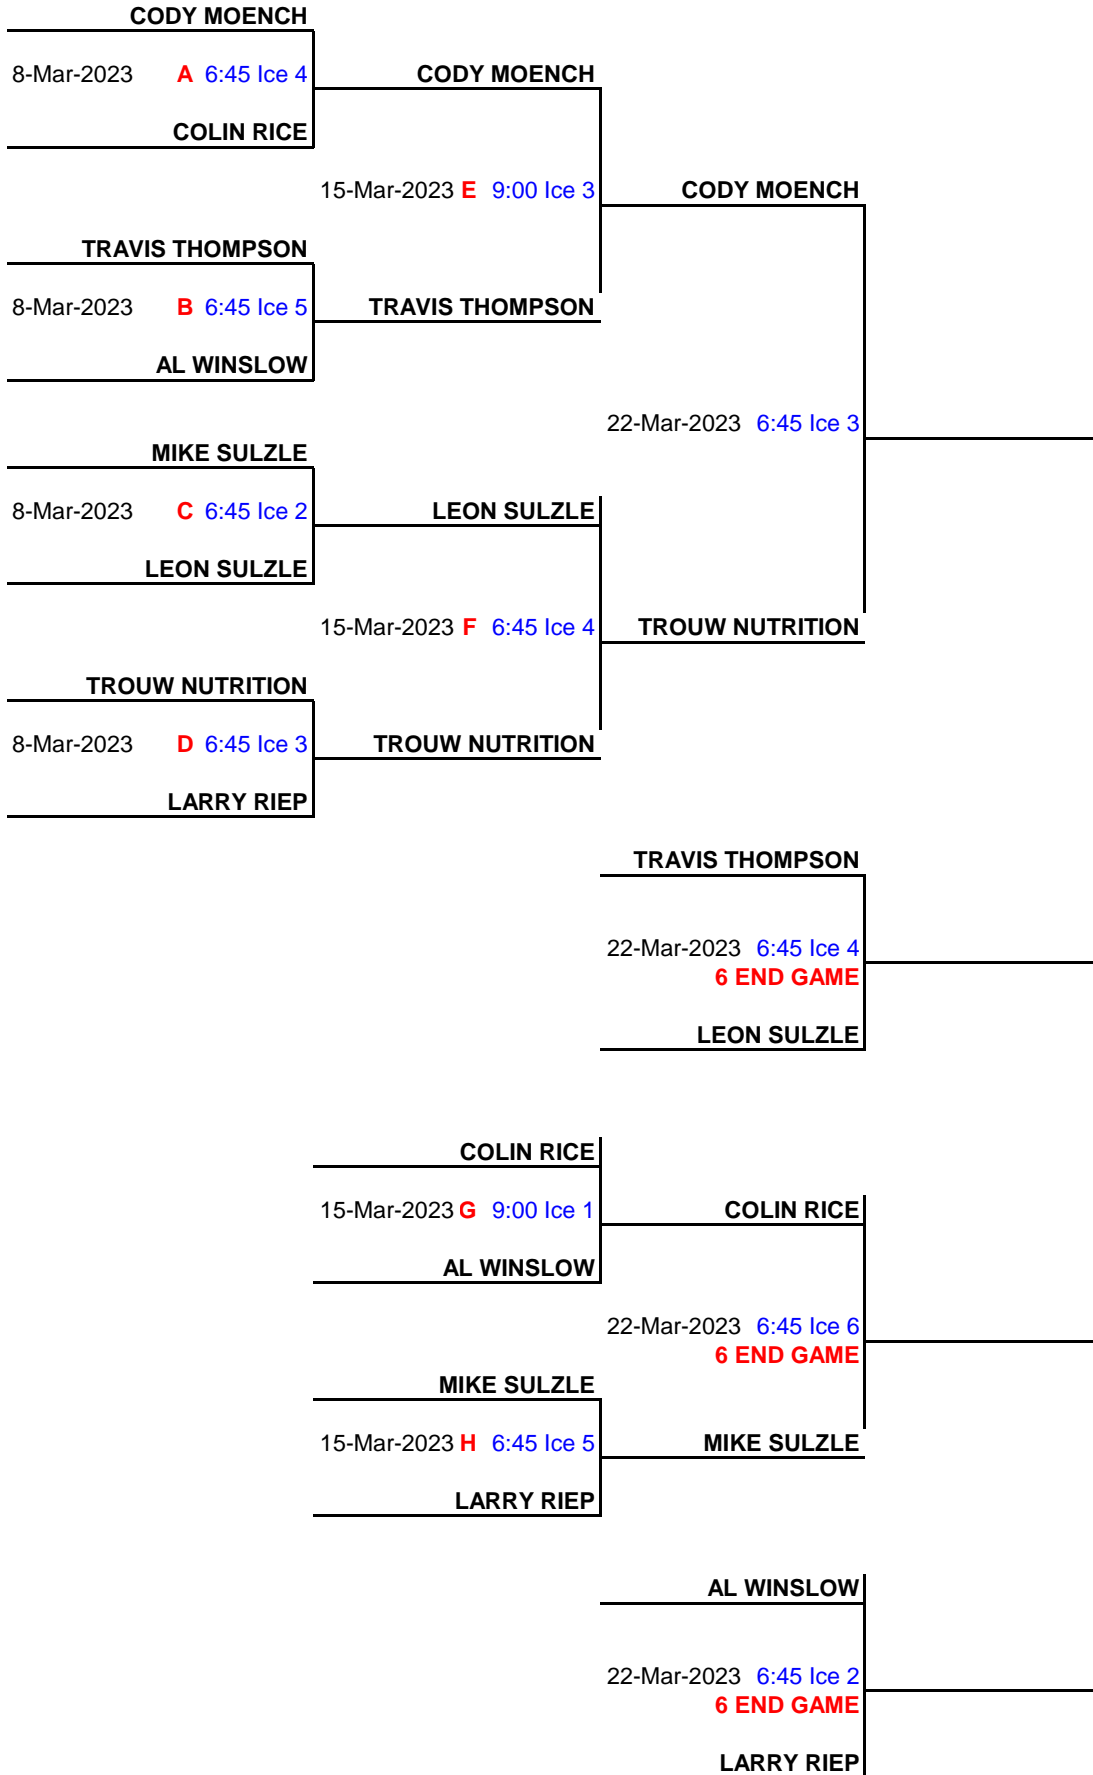 CODY MOENCH
8-Mar-2023 A 6:45 Ice 4 CODY MOENCH
COLIN RICE
15-Mar-2023 E 9:00 Ice 3 CODY MOENCH
TRAVIS THOMPSON
8-Mar-2023 B 6:45 Ice 5 TRAVIS THOMPSON
AL WINSLOW
22-Mar-2023 6:45 Ice 3
MIKE SULZLE
8-Mar-2023 C 6:45 Ice 2 LEON SULZLE
LEON SULZLE
15-Mar-2023 F 6:45 Ice 4 TROUW NUTRITION
TROUW NUTRITION
8-Mar-2023 D 6:45 Ice 3 TROUW NUTRITION
LARRY RIEP
TRAVIS THOMPSON
22-Mar-2023 6:45 Ice 4
6 END GAME
LEON SULZLE
COLIN RICE
15-Mar-2023 G 9:00 Ice 1 COLIN RICE
AL WINSLOW
22-Mar-2023 6:45 Ice 6
6 END GAME
MIKE SULZLE
15-Mar-2023 H 6:45 Ice 5 MIKE SULZLE
LARRY RIEP
AL WINSLOW
22-Mar-2023 6:45 Ice 2
6 END GAME
LARRY RIEP